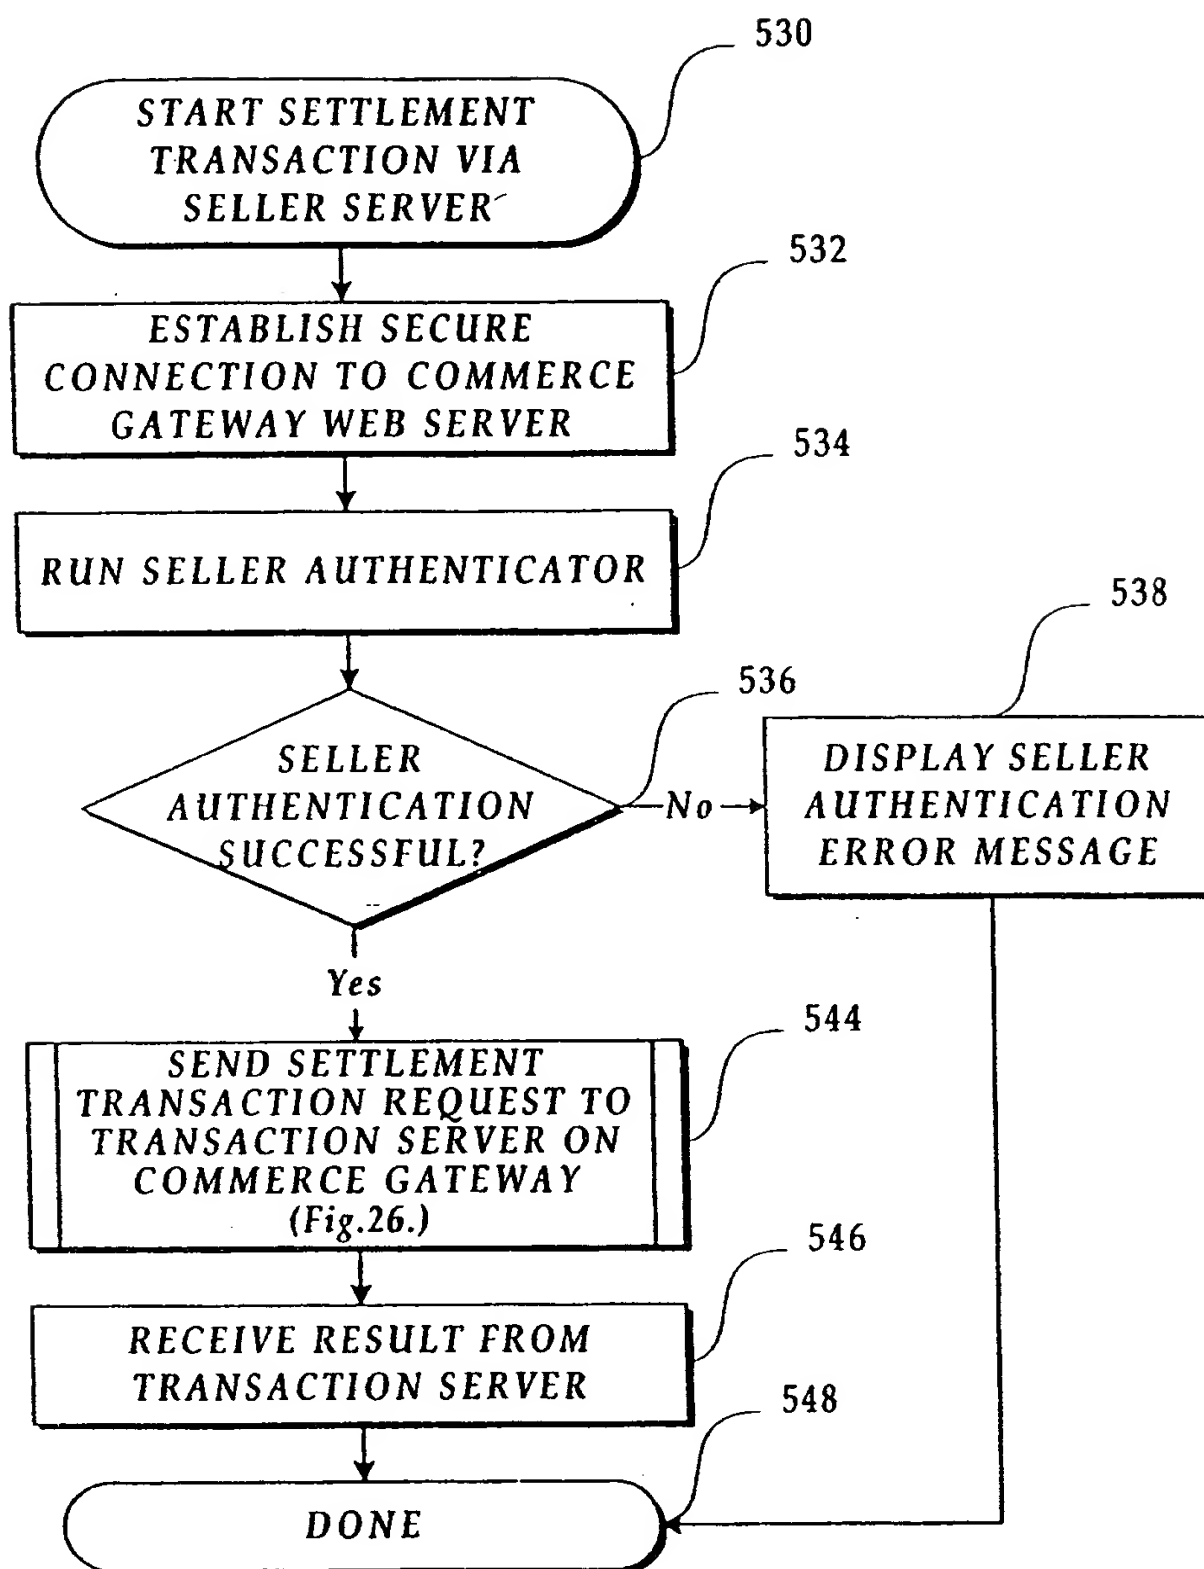 530
START SETTLEMENT
TRANSACTION VIA
SELLER SERVER
532
ESTABLISH SECURE
CONNECTION TO COMMERCE
GATEWAY WEB SERVER
534
RUN SELLER AUTHENTICATOR
536
SELLER
AUTHENTICATION
SUCCESSFUL?
No
538
DISPLAY SELLER
AUTHENTICATION
ERROR MESSAGE
Yes
544
SEND SETTLEMENT
TRANSACTION REQUEST TO
TRANSACTION SERVER ON
COMMERCE GATEWAY
(Fig.26.)
546
RECEIVE RESULT FROM
TRANSACTION SERVER
548
DONE